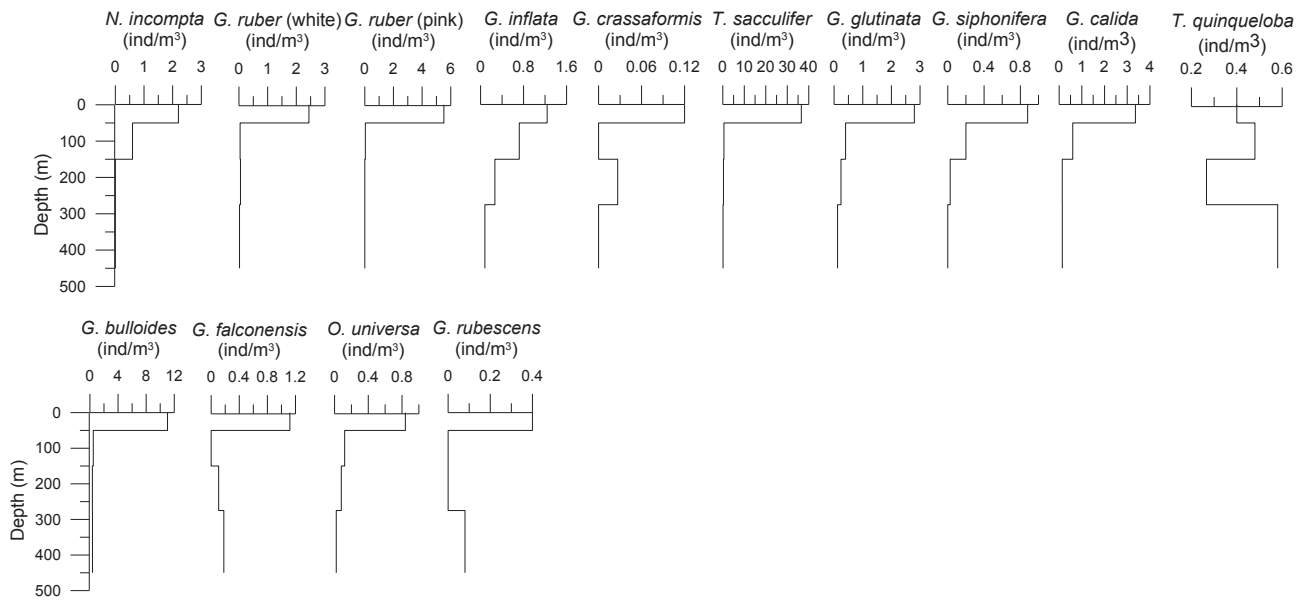 N. incompta G. ruber (white) G. ruber (pink) G. inflata G. crassaformis T. sacculifer G. glutinata G. siphonifera G. calida T. quinqueloba
(ind/m³) (ind/m³) (ind/m³) (ind/m³) (ind/m³) (ind/m³) (ind/m³) (ind/m³) (ind/m3) (ind/m3)
0 1 2 3 0 1 2 3 0 2 4 6 0 0.8 1.6 0 0.06 0.12 0 10 20 30 40 0 1 2 3 0 0.4 0.8 0 1 2 3 4 0.2 0.4 0.6
0
100
200
300
400
500
Depth (m)
G. bulloides G. falconensis O. universa G. rubescens
(ind/m³) (ind/m³) (ind/m³) (ind/m³)
0 4 8 12 0 0.4 0.8 1.2 0 0.4 0.8 0 0.2 0.4
0
100
200
300
400
500
Depth (m)